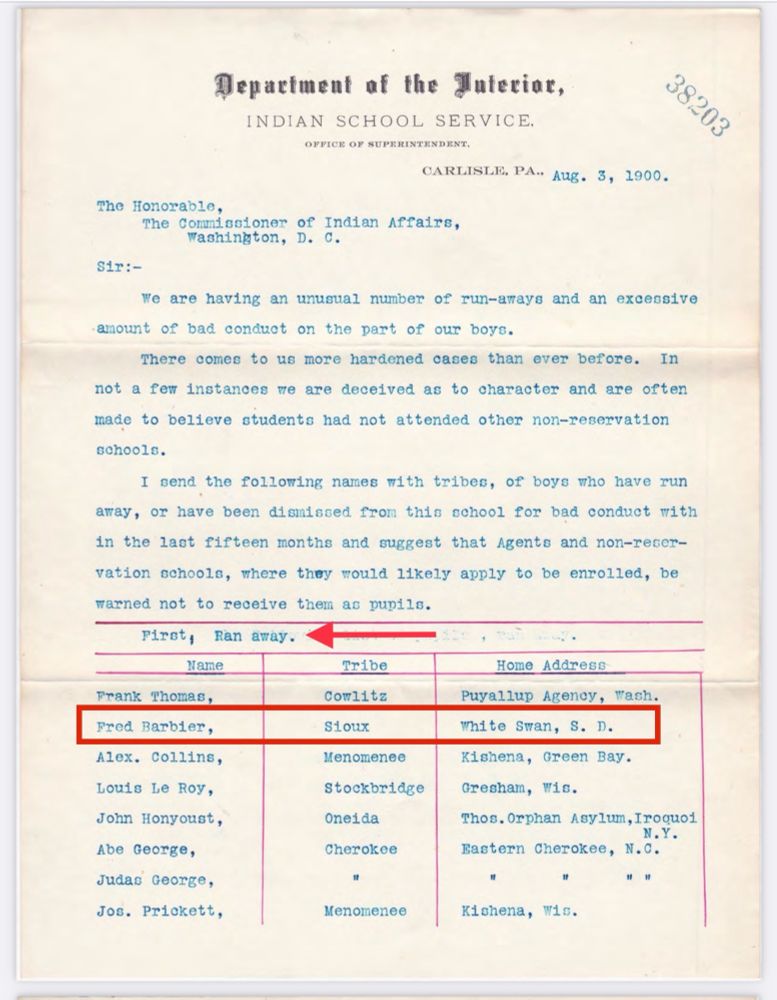 Department of the Interior,
INDIAN SCHOOL SERVICE,
OFFICE OF SUPERINTENDENT,
38203
CARLISLE, PA., Aug. 3, 1900.
The Honorable,
The Commissioner of Indian Affairs,
Washington, D. C.
Sir:-
We are having an unusual number of run-aways and an excessive
amount of bad conduct on the part of our boys.
There comes to us more hardened cases than ever before. In
not a few instances we are deceived as to character and are often
made to believe students had not attended other non-reservation
schools.
I send the following names with tribes, of boys who have run
away, or have been dismissed from this school for bad conduct with
in the last fifteen months and suggest that Agents and non-reser-
vation schools, where they would likely apply to be enrolled, be
warned not to receive them as pupils.
First, Ran away.
Name Tribe Home Address
Frank Thomas, Cowlitz Puyallup Agency, Wash.
Fred Barbier, Sioux White Swan, S. D.
Alex. Collins, Menomenee Kishena, Green Bay.
Louis Le Roy, Stockbridge Gresham, Wis.
John Honyoust, Oneida Thos. Orphan Asylum, Iroquoi
N.Y.
Abe George, Cherokee Eastern Cherokee, N.C.
Judas George, " " " " "
Jos. Prickett, Menomenee Kishena, Wis.